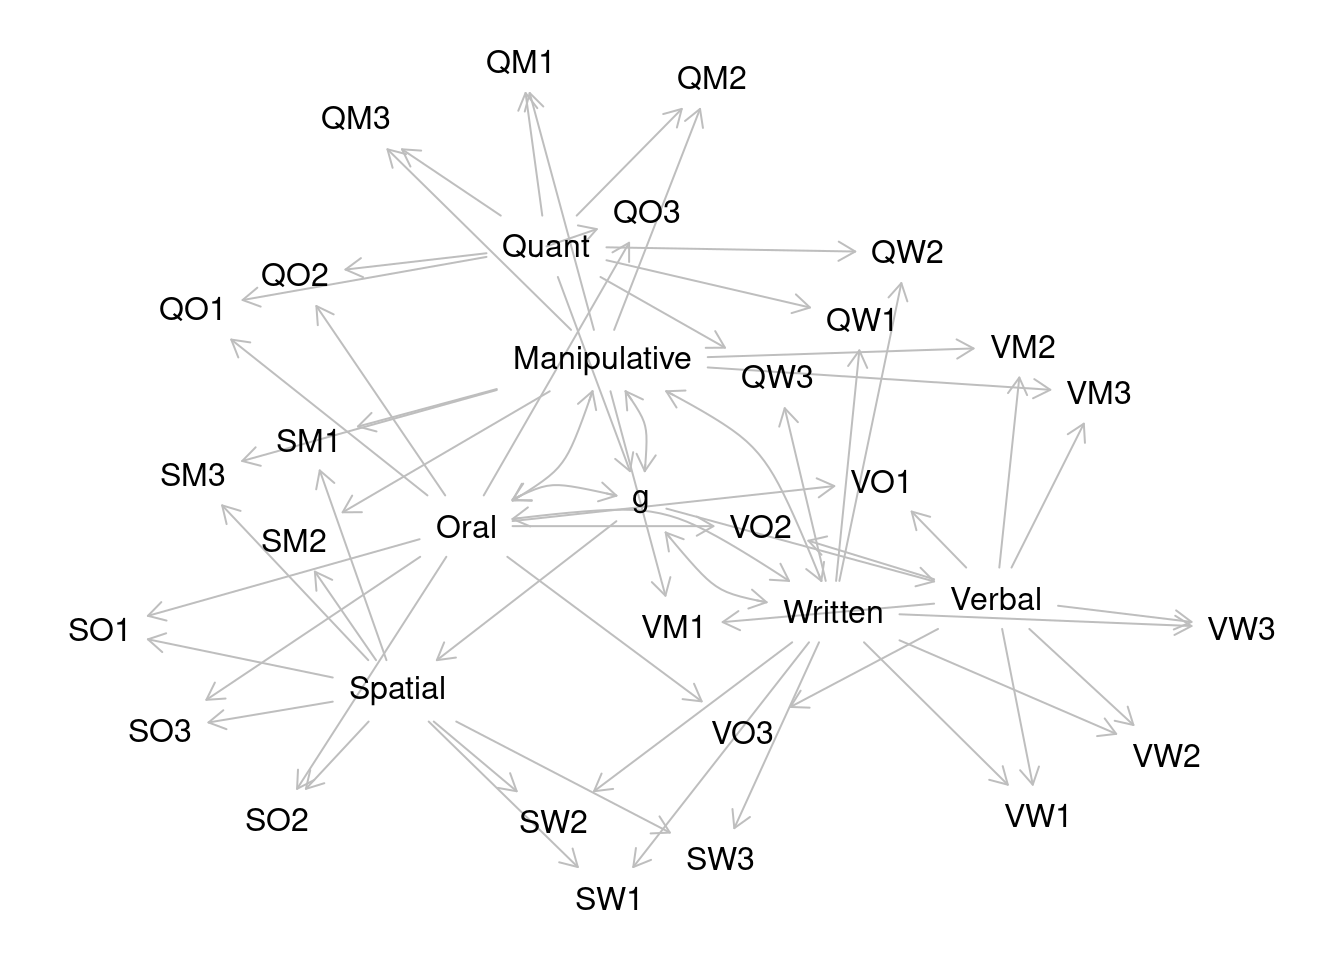 QM1
QM2
QM3
QO3
Quant
QW2
QO2
QO1
QW1
VM2
Manipulative
QW3
VM3
SM1
SM3
VO1
g
Oral
VO2
SM2
Verbal
Written
SO1
VM1
VW3
Spatial
SO3
VO3
VW2
SO2
SW2
VW1
SW3
SW1